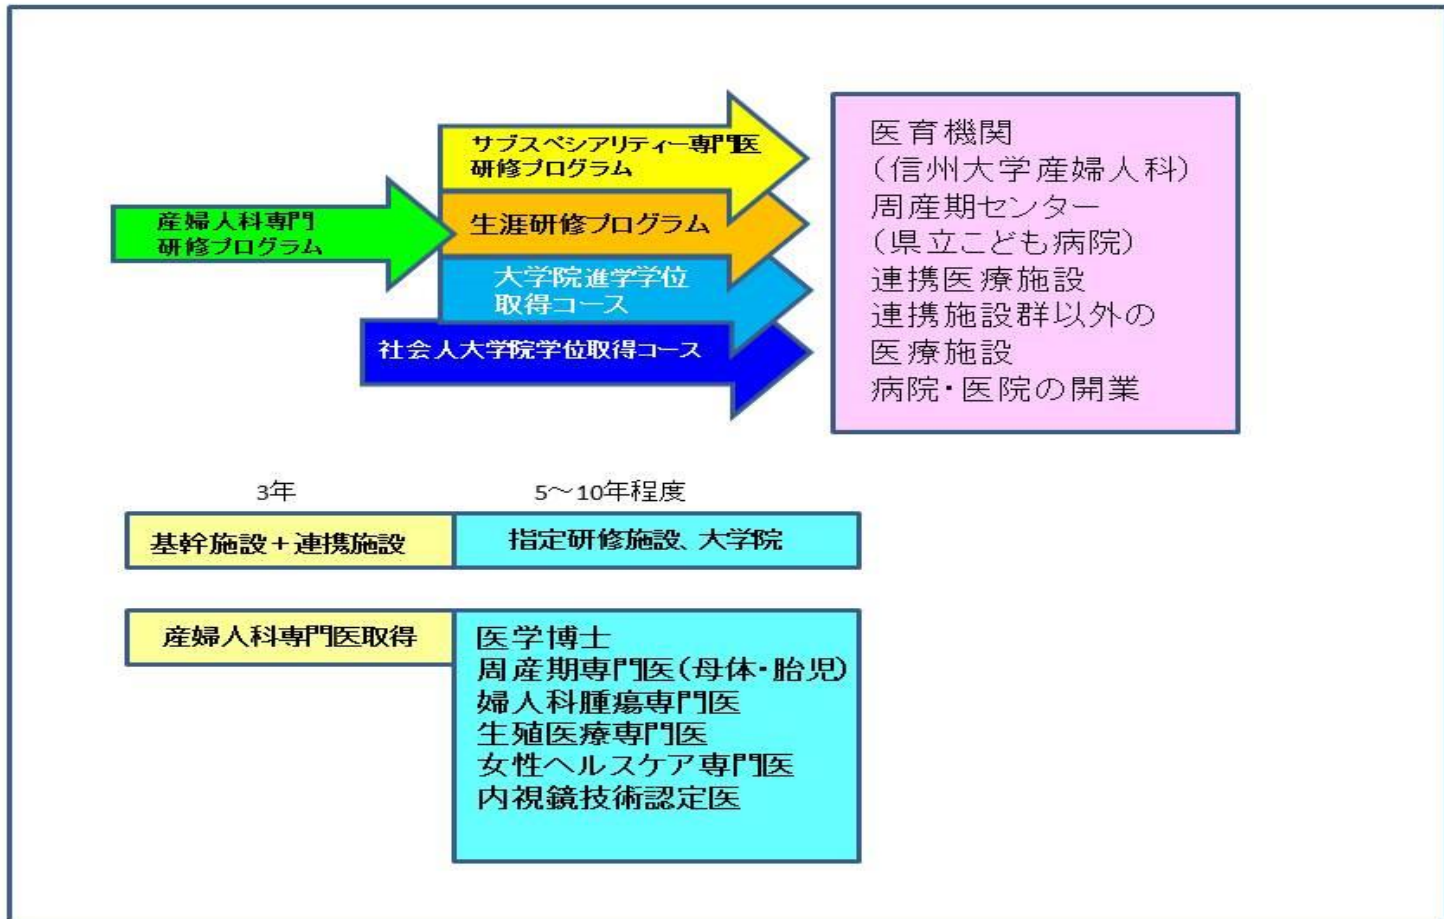 サブスペシアリティー専門医
研修プログラム
産婦人科専門
研修プログラム
生涯研修プログラム
大学院進学学位
取得コース
社会人大学院学位取得コース
医育機関
(信州大学産婦人科)
周産期センター
(県立こども病院)
連携医療施設
連携施設群以外の
医療施設
病院・医院の開業
3年
5～10年程度
基幹施設+連携施設
指定研修施設、大学院
産婦人科専門医取得
医学博士
周産期専門医(母体・胎児)
婦人科腫瘍専門医
生殖医療専門医
女性ヘルスケア専門医
内視鏡技術認定医